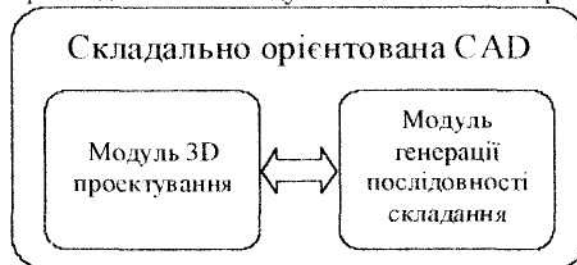 Складально орієнтована CAD
Модуль 3D
проектування
Модуль
генерації
послідовності
складання